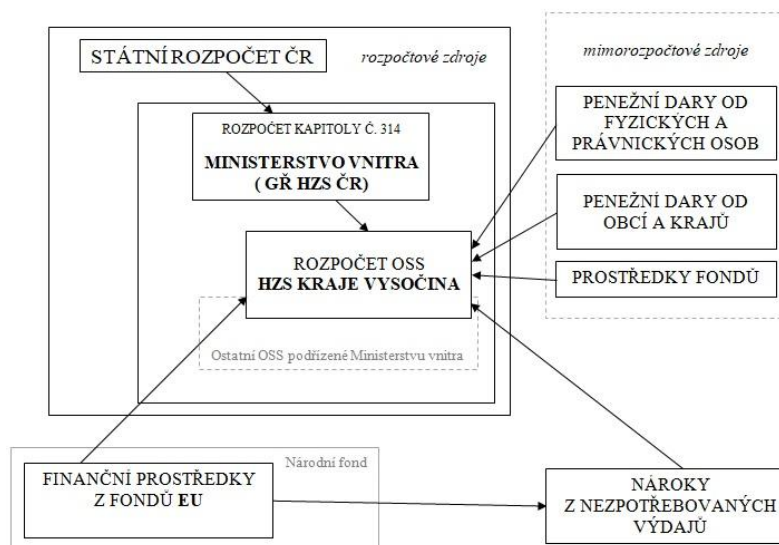 STÁTNÍ ROZPOČET ČR
rozpočtové zdroje
mimorozpočtové zdroje
ROZPOČET KAPITOLY Č. 314
MINISTERSTVO VNITRA
( GŘ HZS ČR)
PENEŽNÍ DARY OD
FYZICKÝCH A
PRÁVNICKÝCH OSOB
PENEŽNÍ DARY OD
OBCÍ A KRAJŮ
ROZPOČET OSS
HZS KRAJE VYSOČINA
PROSTŘEDKY FONDŮ
Ostatní OSS podřízené Ministerstvu vnitra
Národní fond
FINANČNÍ PROSTŘEDKY
Z FONDŮ EU
NÁROKY
Z NEZPOTŘEBOVANÝCH
VÝDAJŮ